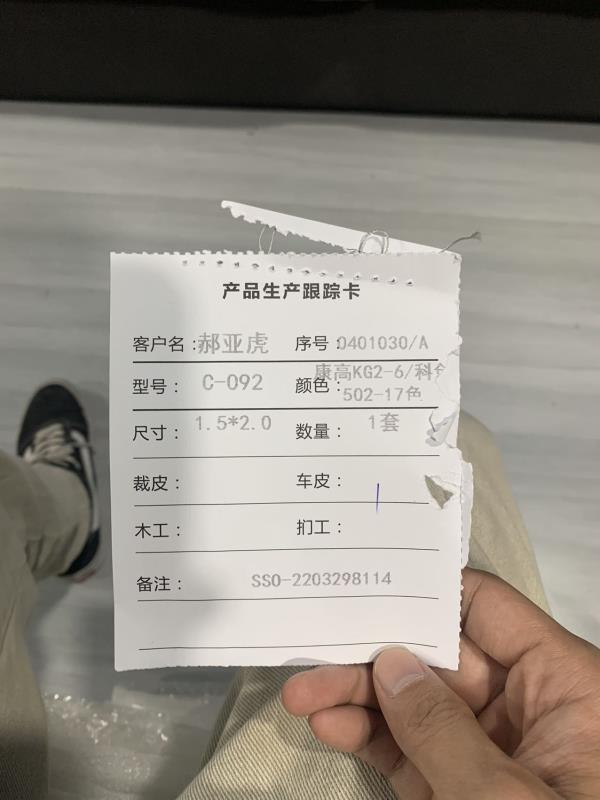 产品生产跟踪卡
客户名:郝亚虎 序号:0401030/A
型号: C-092 颜色:康高KG2-6/科
502-17色
尺寸: 1.5*2.0 数量: 1套
裁皮: 车皮:
木工: 扪工:
备注: SSO-2203298114